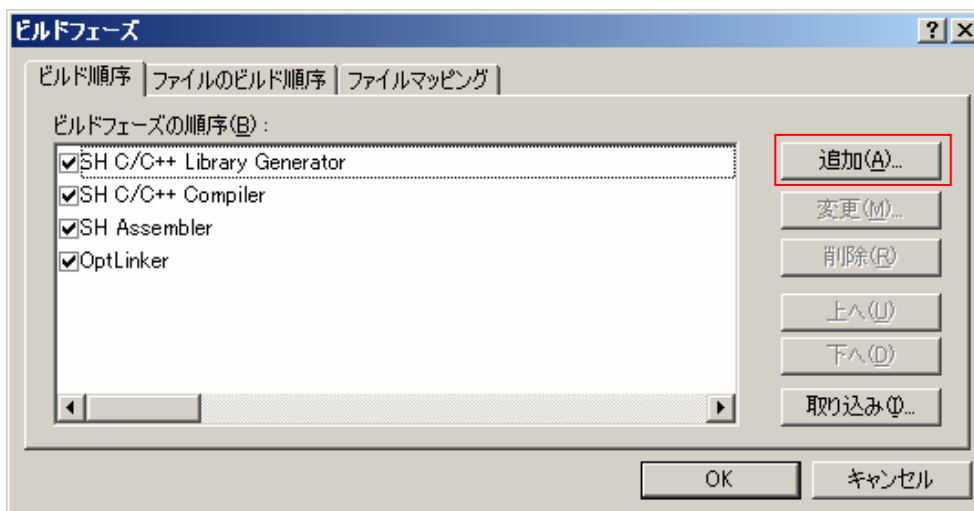 ビルドフェーズ
ビルド順序 ファイルのビルド順序 ファイルマッピング
ビルドフェーズの順序(B):
SH C/C++ Library Generator
SH C/C++ Compiler
SH Assembler
OptLinker
追加(A)...
変更(M)...
削除(R)
上へ(U)
下へ(D)
取り込み(I)...
OK キャンセル